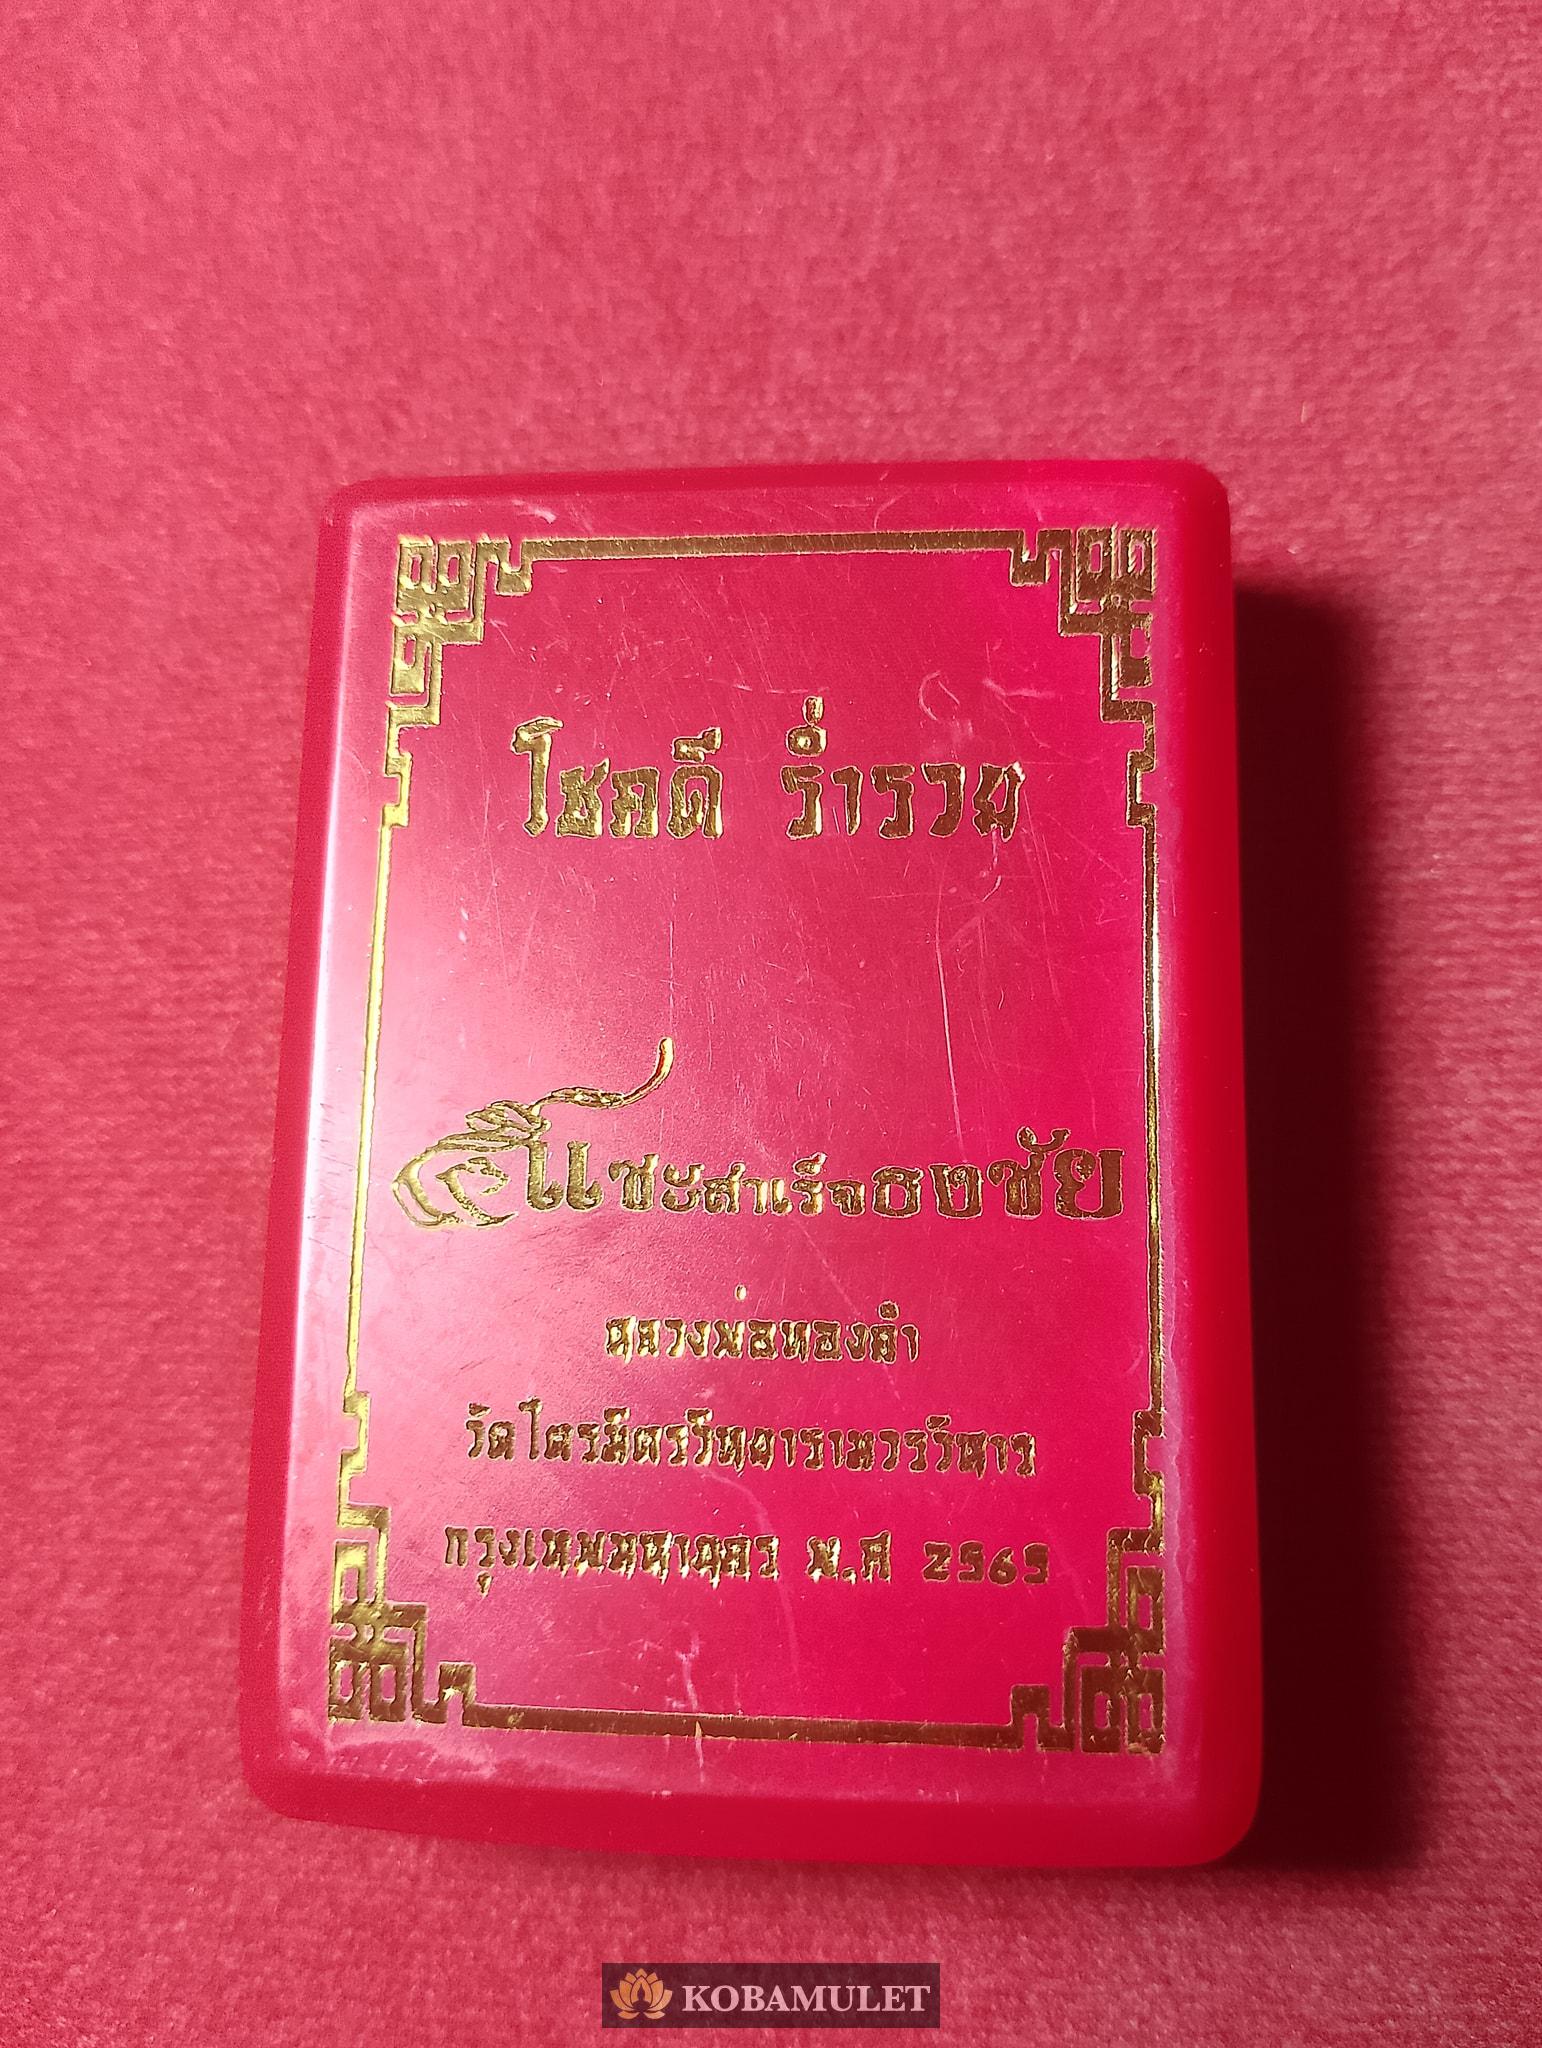 โชคดี ร่ำรวม
แซะสำเร็จธงชัย
หลวงพ่อทองคำ
วัดไตรมิตรวิทยารามวรวิหาร
กรุงเทพมหานคร พ.ศ 2565
KOBAMULET